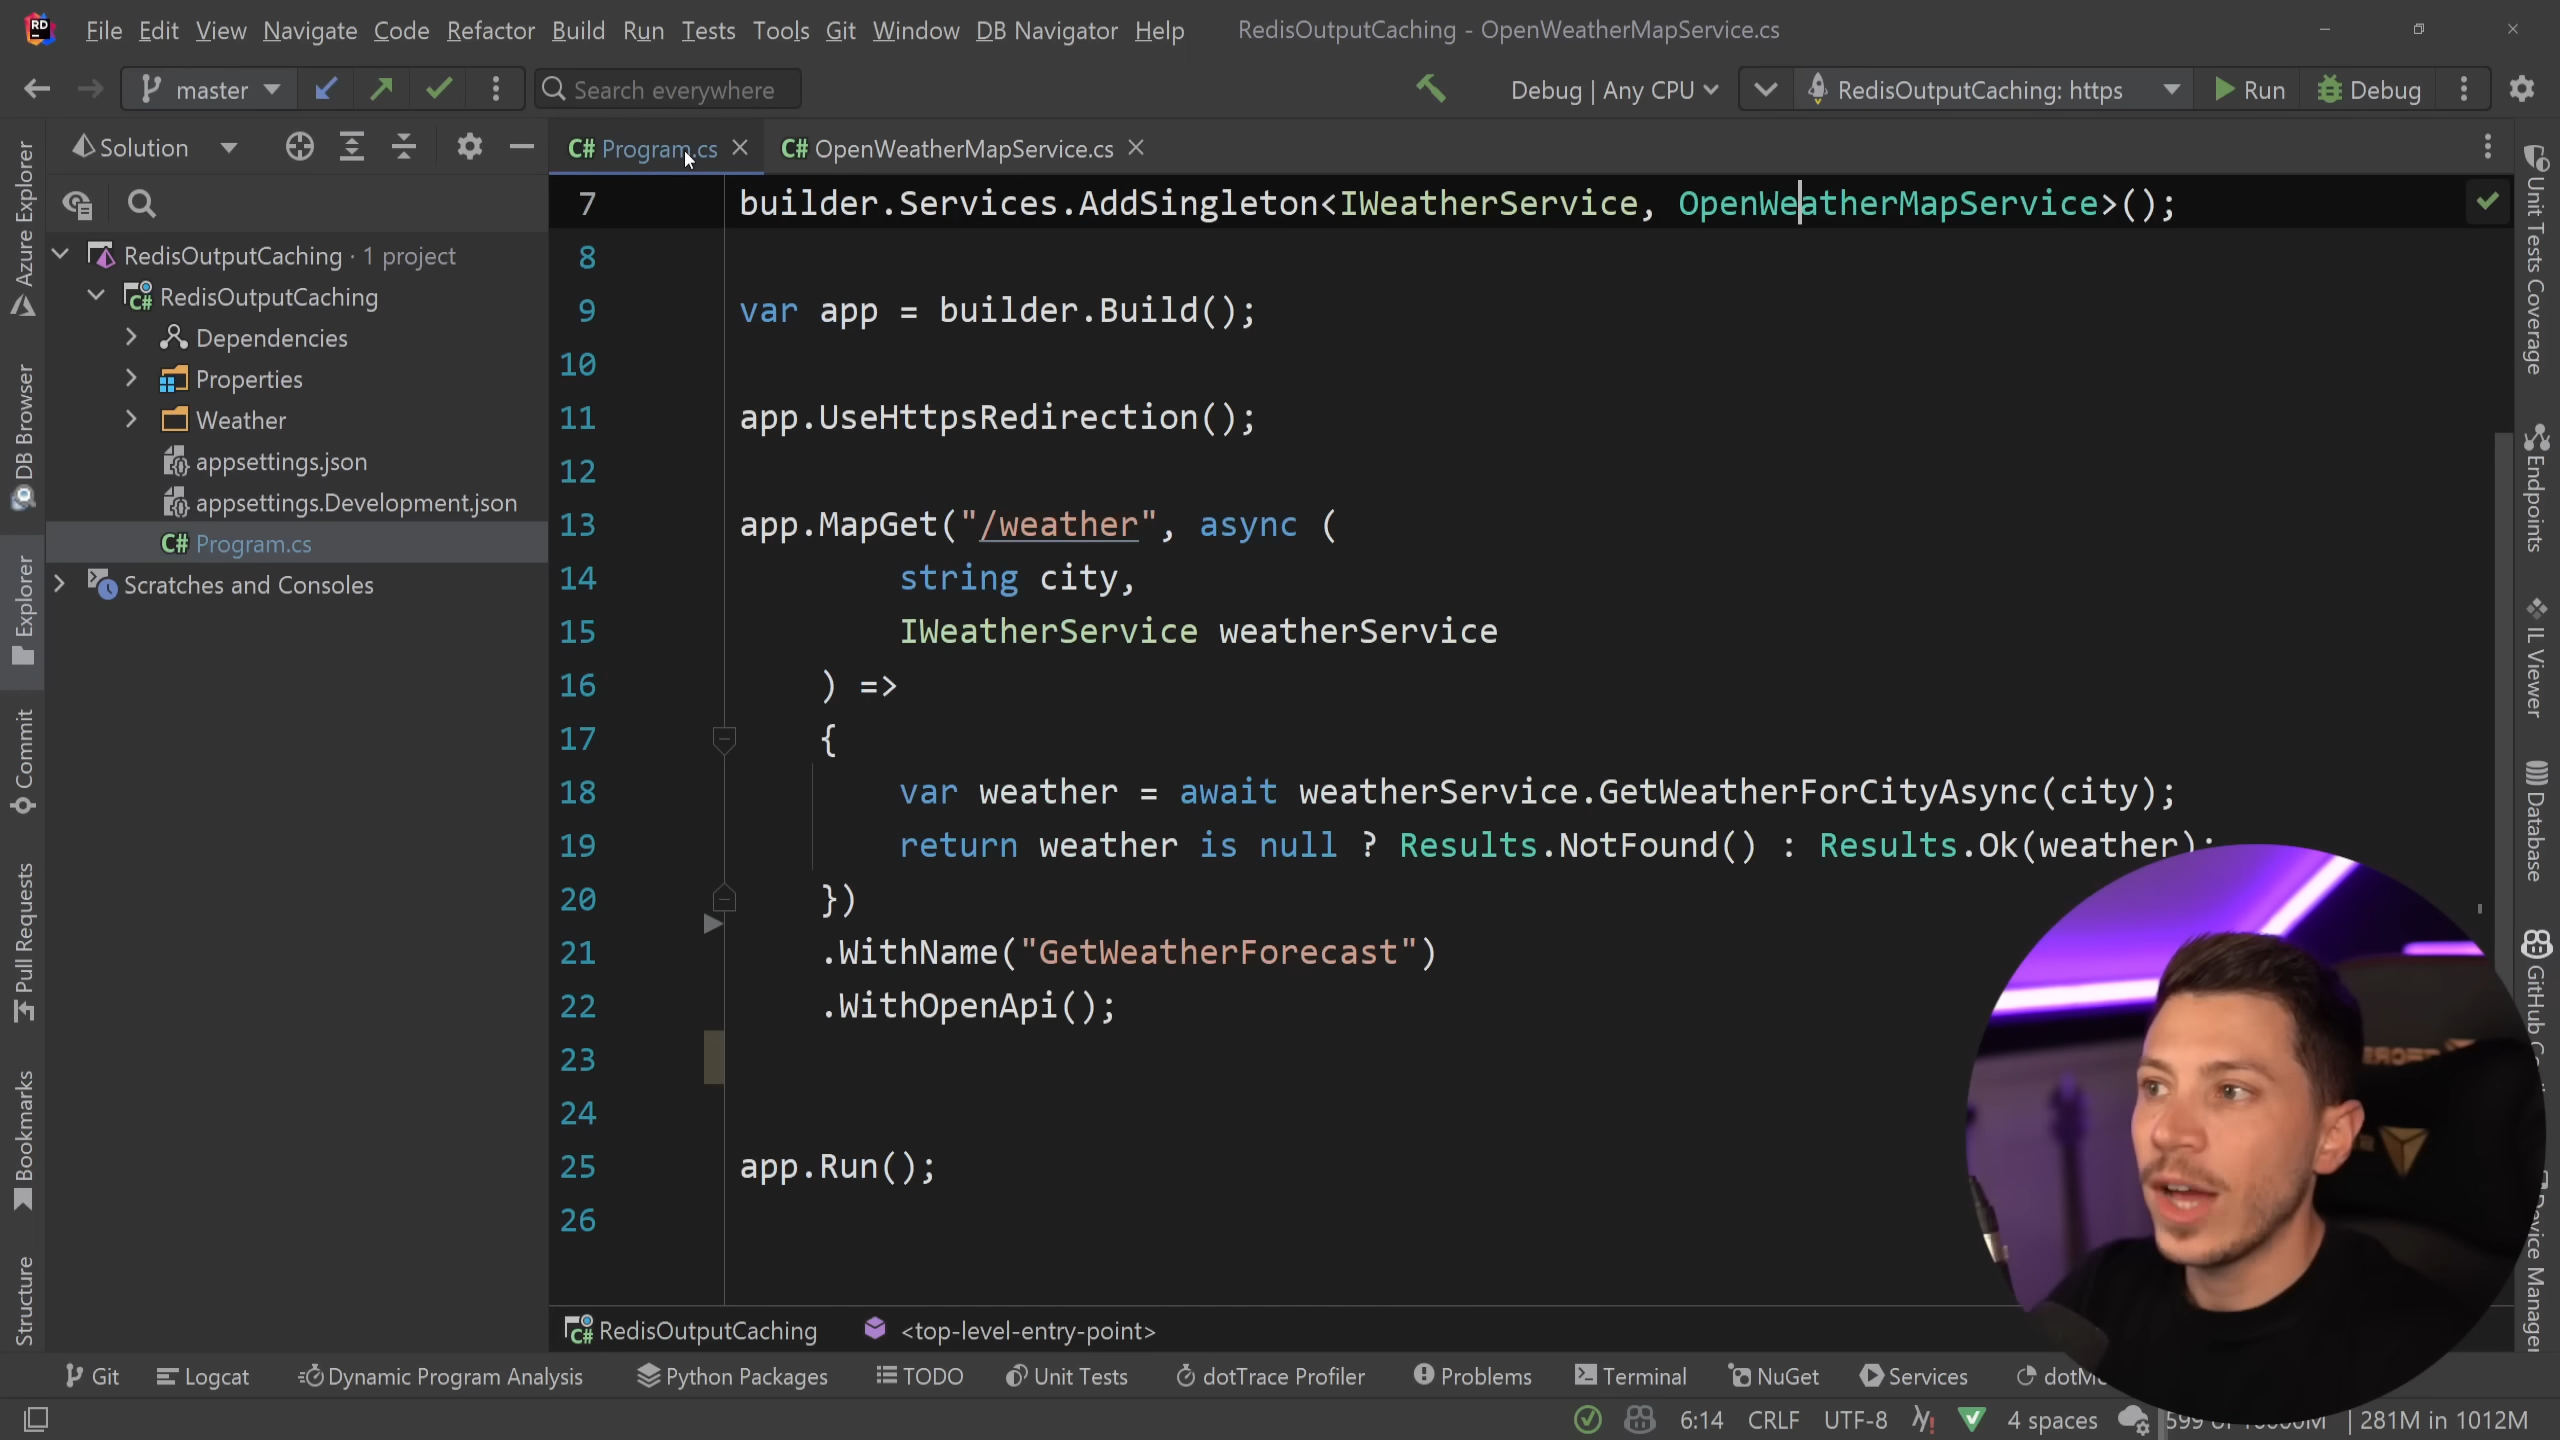 File Edit View Navigate Code Refactor Build Run Tests Tools Git Window DB Navigator Help RedisOutputCaching - OpenWeatherMapService.cs
master Search everywhere Debug | Any CPU RedisOutputCaching: https Run Debug
Solution
C# Program.cs C# OpenWeatherMapService.cs
RedisOutputCaching · 1 project
C# RedisOutputCaching
Dependencies
Properties
Weather
appsettings.json
appsettings.Development.json
C# Program.cs
Scratches and Consoles
7 builder.Services.AddSingleton<IWeatherService, OpenWeatherMapService>();
8
9 var app = builder.Build();
10
11 app.UseHttpsRedirection();
12
13 app.MapGet("/weather", async (
14 string city,
15 IWeatherService weatherService
16 ) =>
17 {
18 var weather = await weatherService.GetWeatherForCityAsync(city);
19 return weather is null ? Results.NotFound() : Results.Ok(weather);
20 })
21 .WithName("GetWeatherForecast")
22 .WithOpenApi();
23
24
25 app.Run();
26
Azure Explorer
DB Browser
Explorer
Commit
Pull Requests
Bookmarks
Structure
Unit Tests Coverage
Endpoints
IL Viewer
Database
GitHub
Device Manager
C# RedisOutputCaching <top-level-entry-point>
Git Logcat Dynamic Program Analysis Python Packages TODO Unit Tests dotTrace Profiler Problems Terminal NuGet Services
6:14 CRLF UTF-8 4 spaces 281M in 1012M